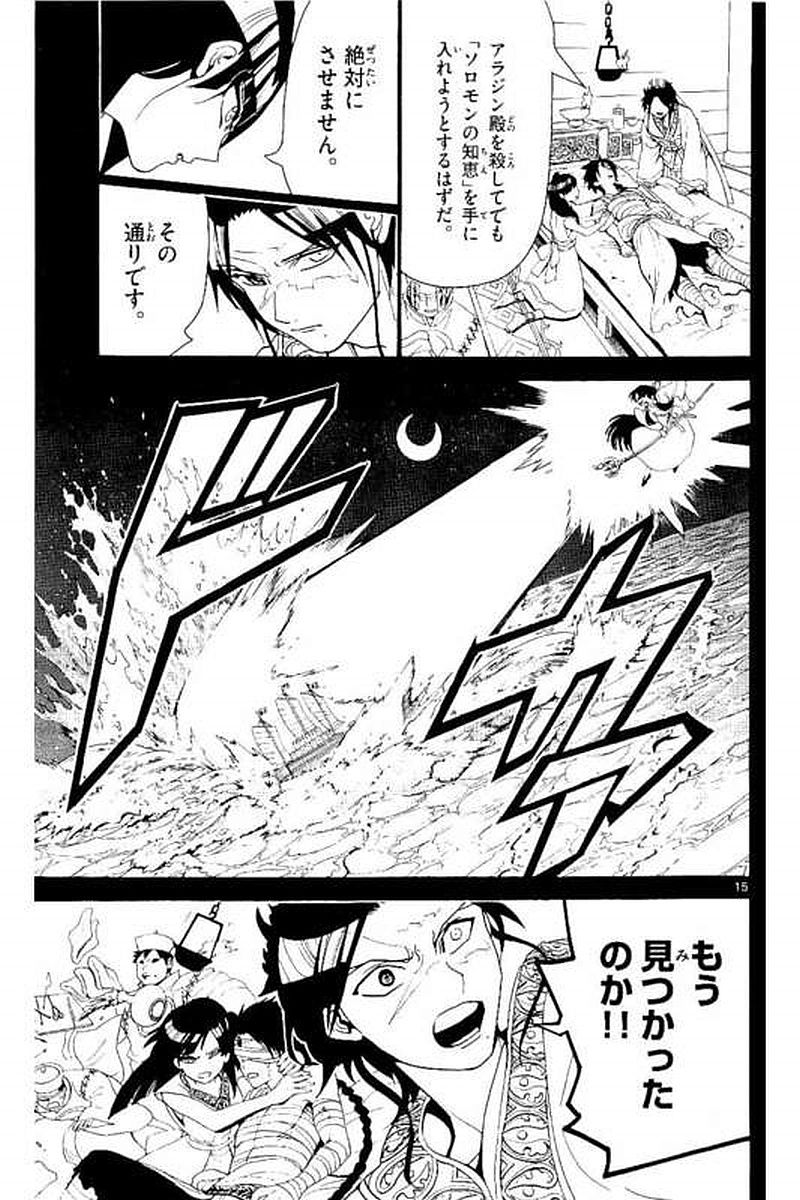 アラジン殿を殺してでも
「ソロモンの知恵」を手に
入れようとするはずだ。
絶対に
させません。
その
通りです。
ドカッ
15
もう
見つかった
のか!!